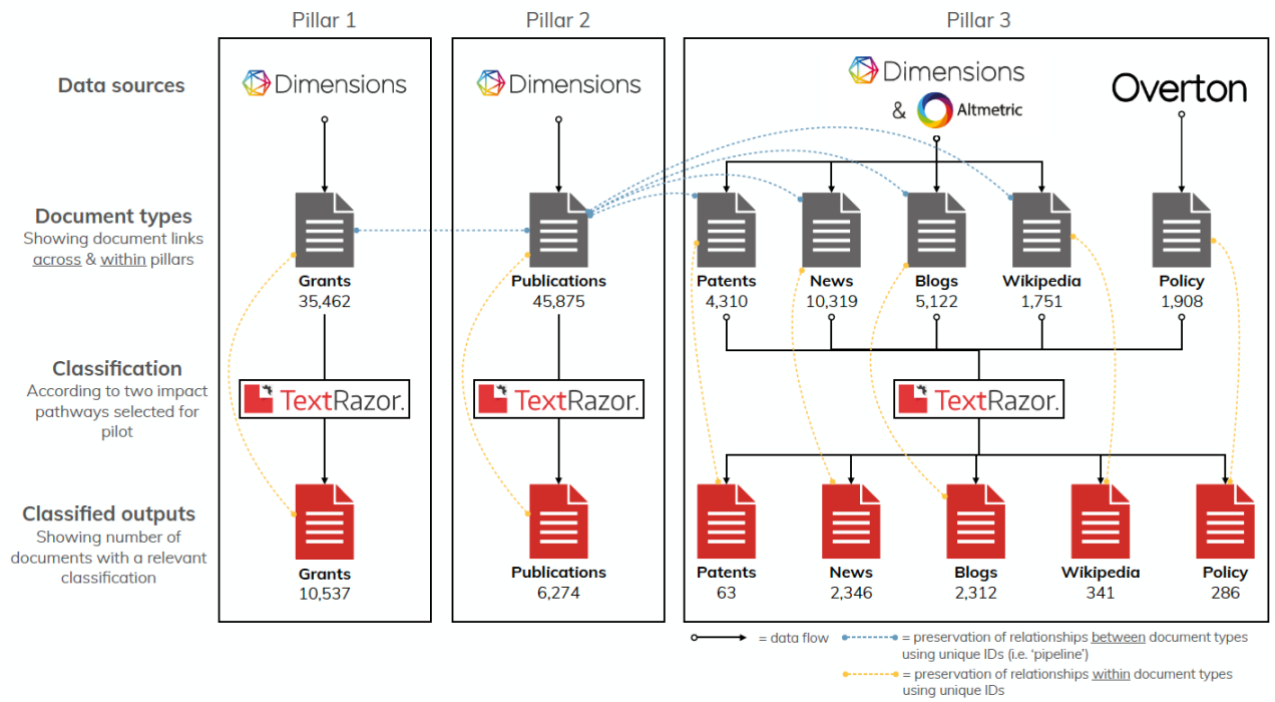 Pillar 1
Pillar 2
Pillar 3
Data sources
Dimensions
Dimensions
Dimensions
& Altmetric
Overton
Document types
Showing document links
across & within pillars
Grants
35,462
Publications
45,875
Patents
4,310
News
10,319
Blogs
5,122
Wikipedia
1,751
Policy
1,908
Classification
According to two impact
pathways selected for
pilot
TextRazor.
TextRazor.
TextRazor.
Classified outputs
Showing number of
documents with a relevant
classification
Grants
10,537
Publications
6,274
Patents
63
News
2,346
Blogs
2,312
Wikipedia
341
Policy
286
= data flow
= preservation of relationships between document types
using unique IDs (i.e. ‘pipeline’)
= preservation of relationships within document types
using unique IDs